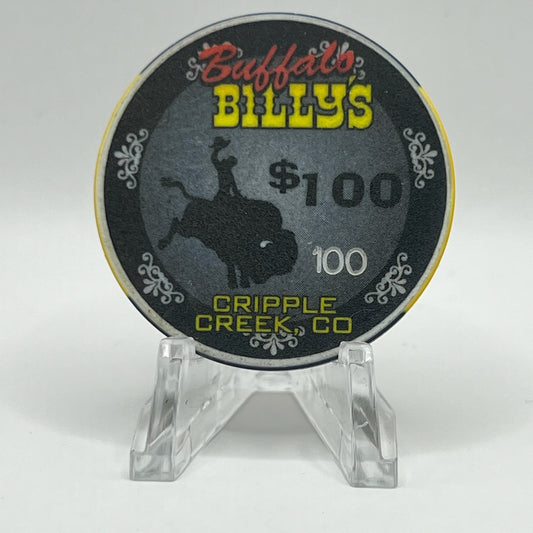 Buffalo
BILLY'S
$100
100
CRIPPLE
CREEK, CO